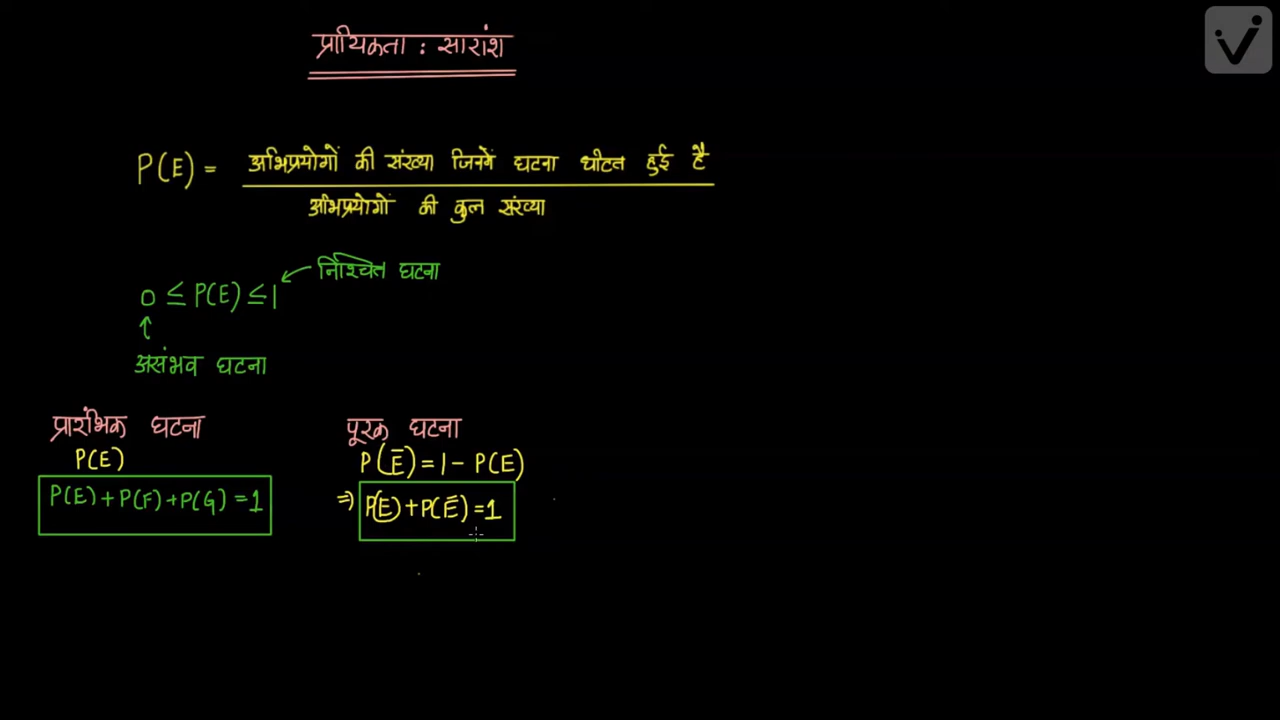 प्रायिकता : सारांश
P(E) = अभिप्रयोगों की संख्या जिनमें घटना घटित हुई है
अभिप्रयोगों की कुल संख्या
निश्चित घटना
0 ≤ P(E) ≤ 1
असंभव घटना
प्रारंभिक घटना
P(E)
P(E) + P(F) + P(G) = 1
पूरक घटना
P(Ē) = 1 – P(E)
⇒ P(E) + P(Ē) = 1